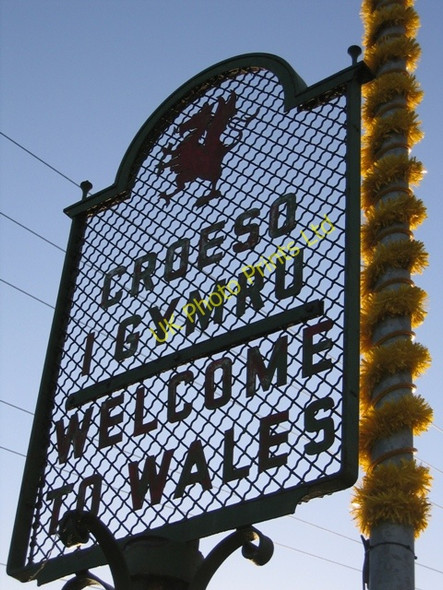 CROESO
I GYMRU
WELCOME
TO WALES
UK Photo Prints Ltd